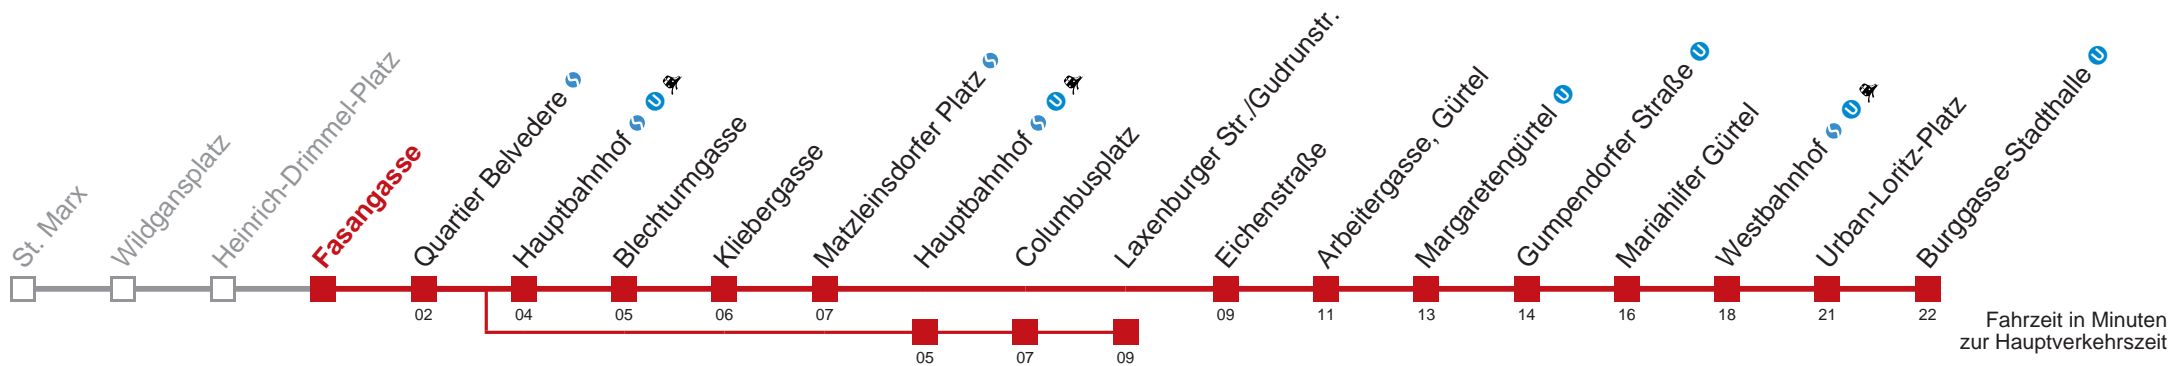 St. Marx
Wildgansplatz
Heinrich-Drimmel-Platz
Fasangasse
Quartier Belvedere
Hauptbahnhof U
Blechturmgasse
Kliebergasse
Matzleinsdorfer Platz
Hauptbahnhof U
Columbusplatz
Laxenburger Str./Gudrunstr.
Eichenstraße
Arbeitergasse, Gürtel
Margaretengürtel U
Gumpendorfer Straße U
Mariahilfer Gürtel
Westbahnhof U
Urban-Loritz-Platz
Burggasse-Stadthalle U
02 04 05 06 07 09 11 13 14 16 18 21 22
05 07 09
Fahrzeit in Minuten
zur Hauptverkehrszeit